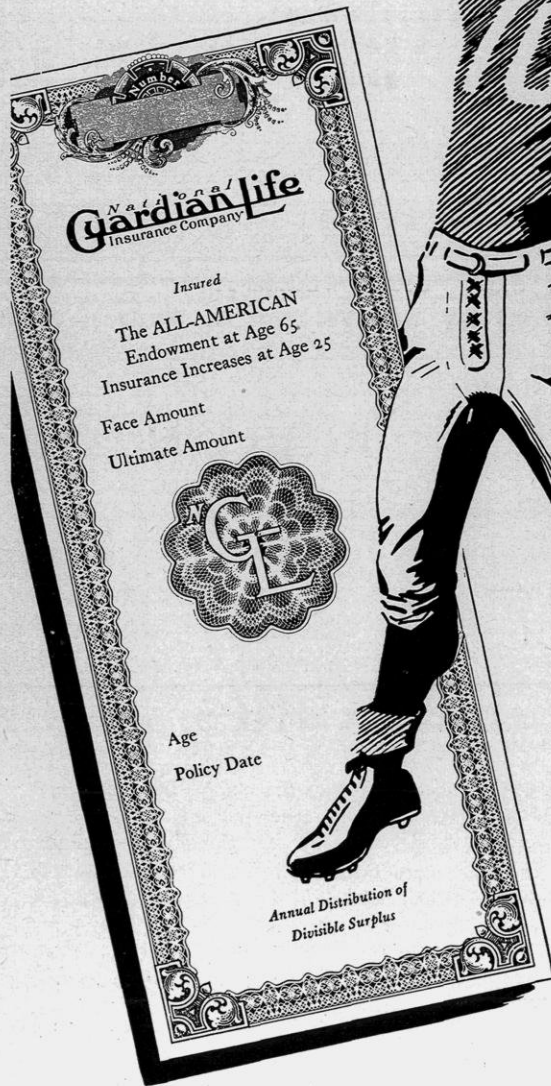 Number
National
Guardian Life
Insurance Company
Insured
The ALL-AMERICAN
Endowment at Age 65
Insurance Increases at Age 25
Face Amount
Ultimate Amount
NGL
Age
Policy Date
Annual Distribution of
Divisible Surplus